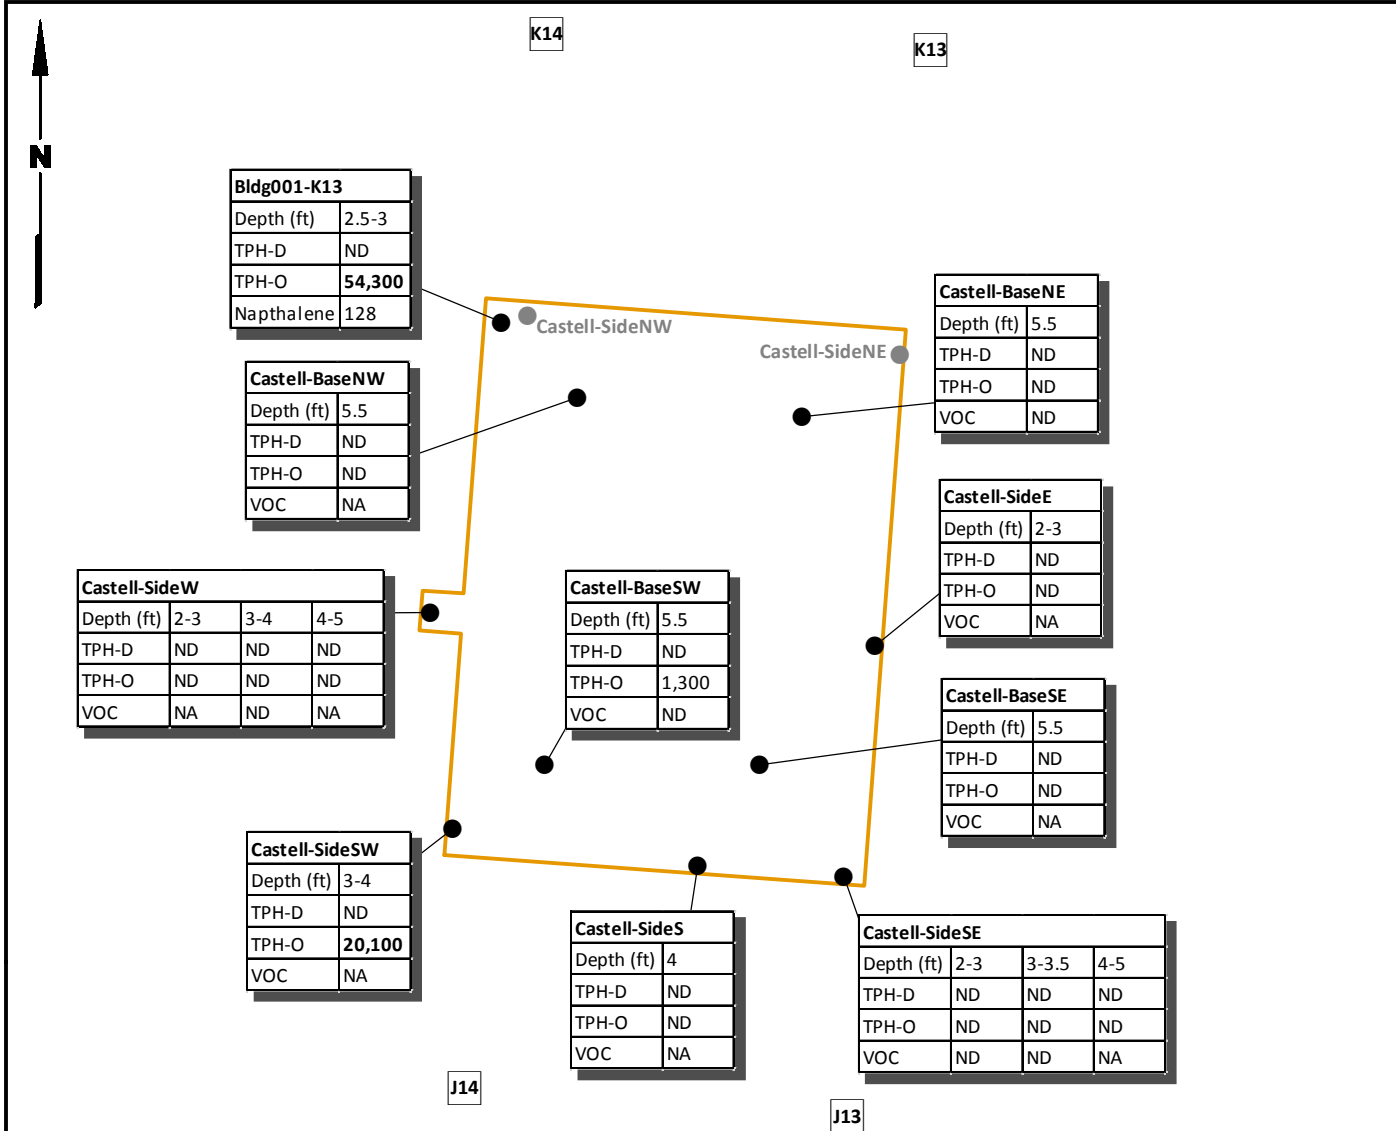 K14
K13
N
Bldg001-K13
Depth (ft) 2.5-3
TPH-D ND
TPH-O 54,300
Napthalene 128
Castell-SideNW
Castell-SideNE
Castell-BaseNE
Depth (ft) 5.5
TPH-D ND
TPH-O ND
VOC ND
Castell-BaseNW
Depth (ft) 5.5
TPH-D ND
TPH-O ND
VOC NA
Castell-SideE
Depth (ft) 2-3
TPH-D ND
TPH-O ND
VOC NA
Castell-SideW
Depth (ft) 2-3 3-4 4-5
TPH-D ND ND ND
TPH-O ND ND ND
VOC NA ND NA
Castell-BaseSW
Depth (ft) 5.5
TPH-D ND
TPH-O 1,300
VOC ND
Castell-BaseSE
Depth (ft) 5.5
TPH-D ND
TPH-O ND
VOC NA
Castell-SideSW
Depth (ft) 3-4
TPH-D ND
TPH-O 20,100
VOC NA
Castell-SideS
Depth (ft) 4
TPH-D ND
TPH-O ND
VOC NA
Castell-SideSE
Depth (ft) 2-3 3-3.5 4-5
TPH-D ND ND ND
TPH-O ND ND ND
VOC ND ND NA
J14
J13